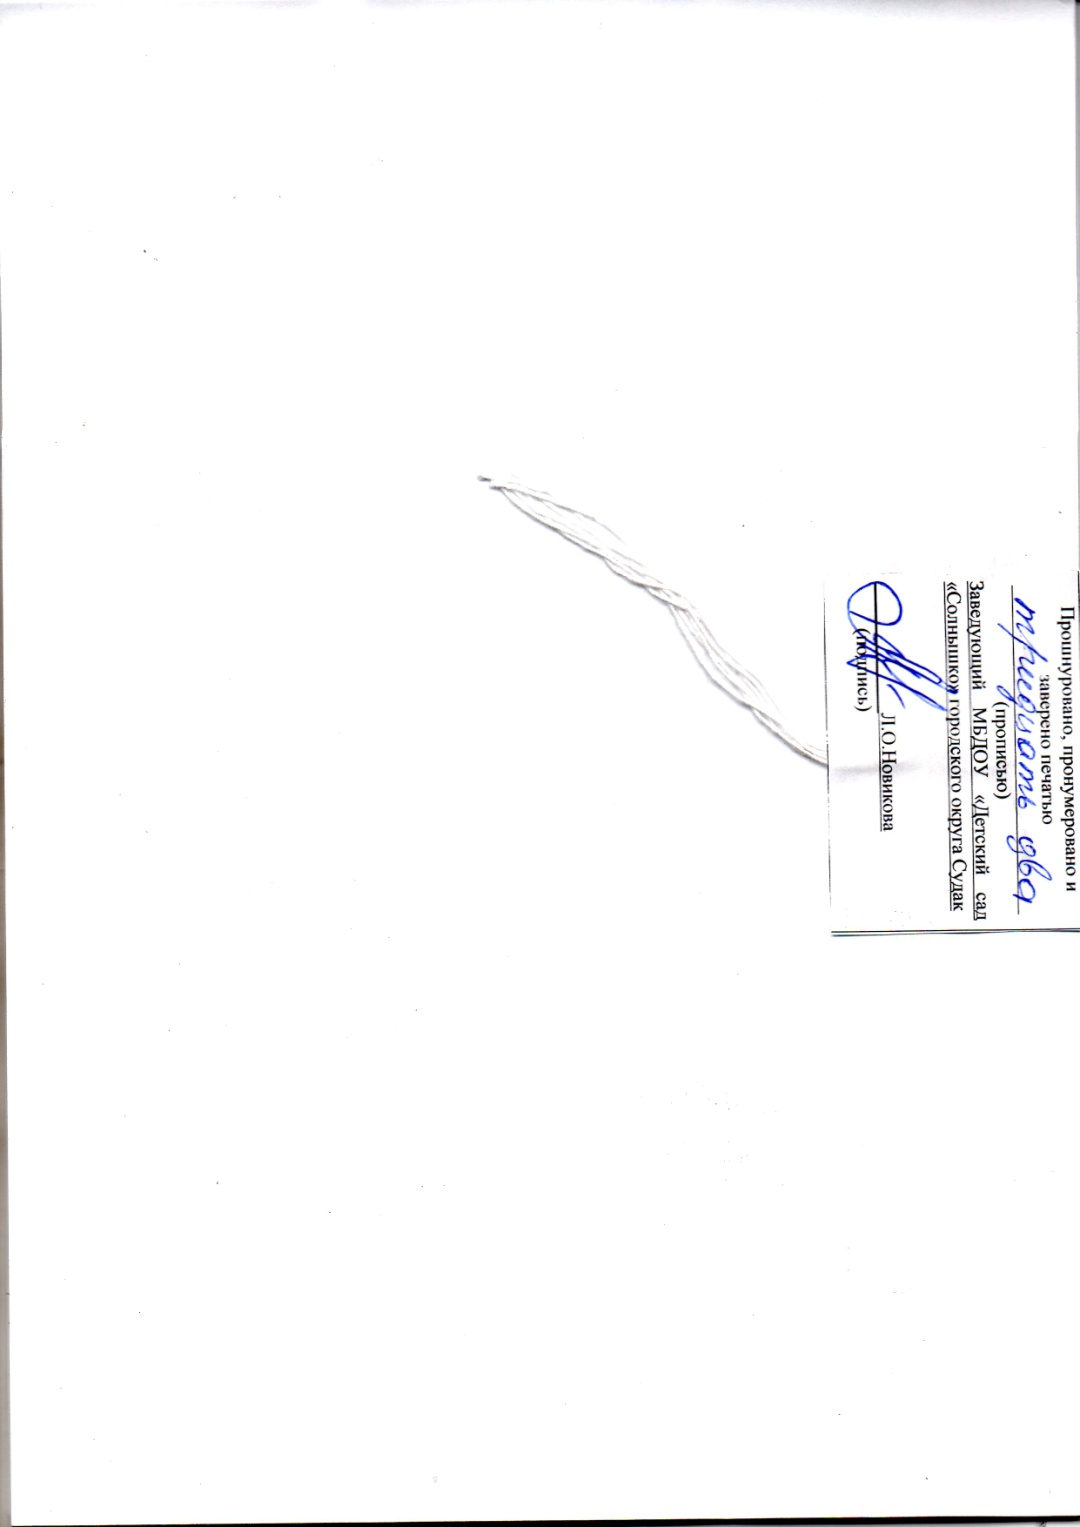 Прошнуровано, пронумеровано и
заверено печатью
тридцать два
(прописью)
Заведующий МБДОУ «Детский сад
«Солнышко» городского округа Судак
Л.О.Новикова
(подпись)